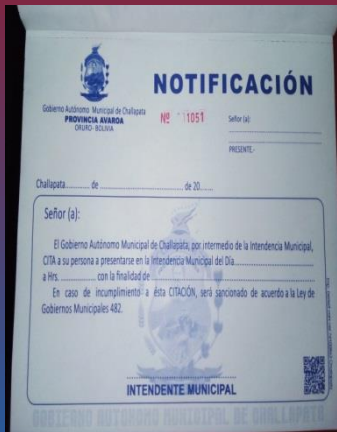 NOTIFICACIÓN
Gobierno Autónomo Municipal de Challapata
PROVINCIA AVAROA
ORURO - BOLIVIA
Nº 11051
Señor (a):
PRESENTE.-
Challapata............ de ........................................ de 20.......
Señor (a):
El Gobierno Autónomo Municipal de Challapata, por intermedio de la Intendencia Municipal,
CITA a su persona a presentarse en la Intendencia Municipal del Día..............................
a Hrs. ................ con la finalidad de ................................................................
En caso de incumplimiento a ésta CITACIÓN, será sancionado de acuerdo a la Ley de
Gobiernos Municipales 482.
INTENDENTE MUNICIPAL
GOBIERNO AUTONOMO MUNICIPAL DE CHALLAPATA